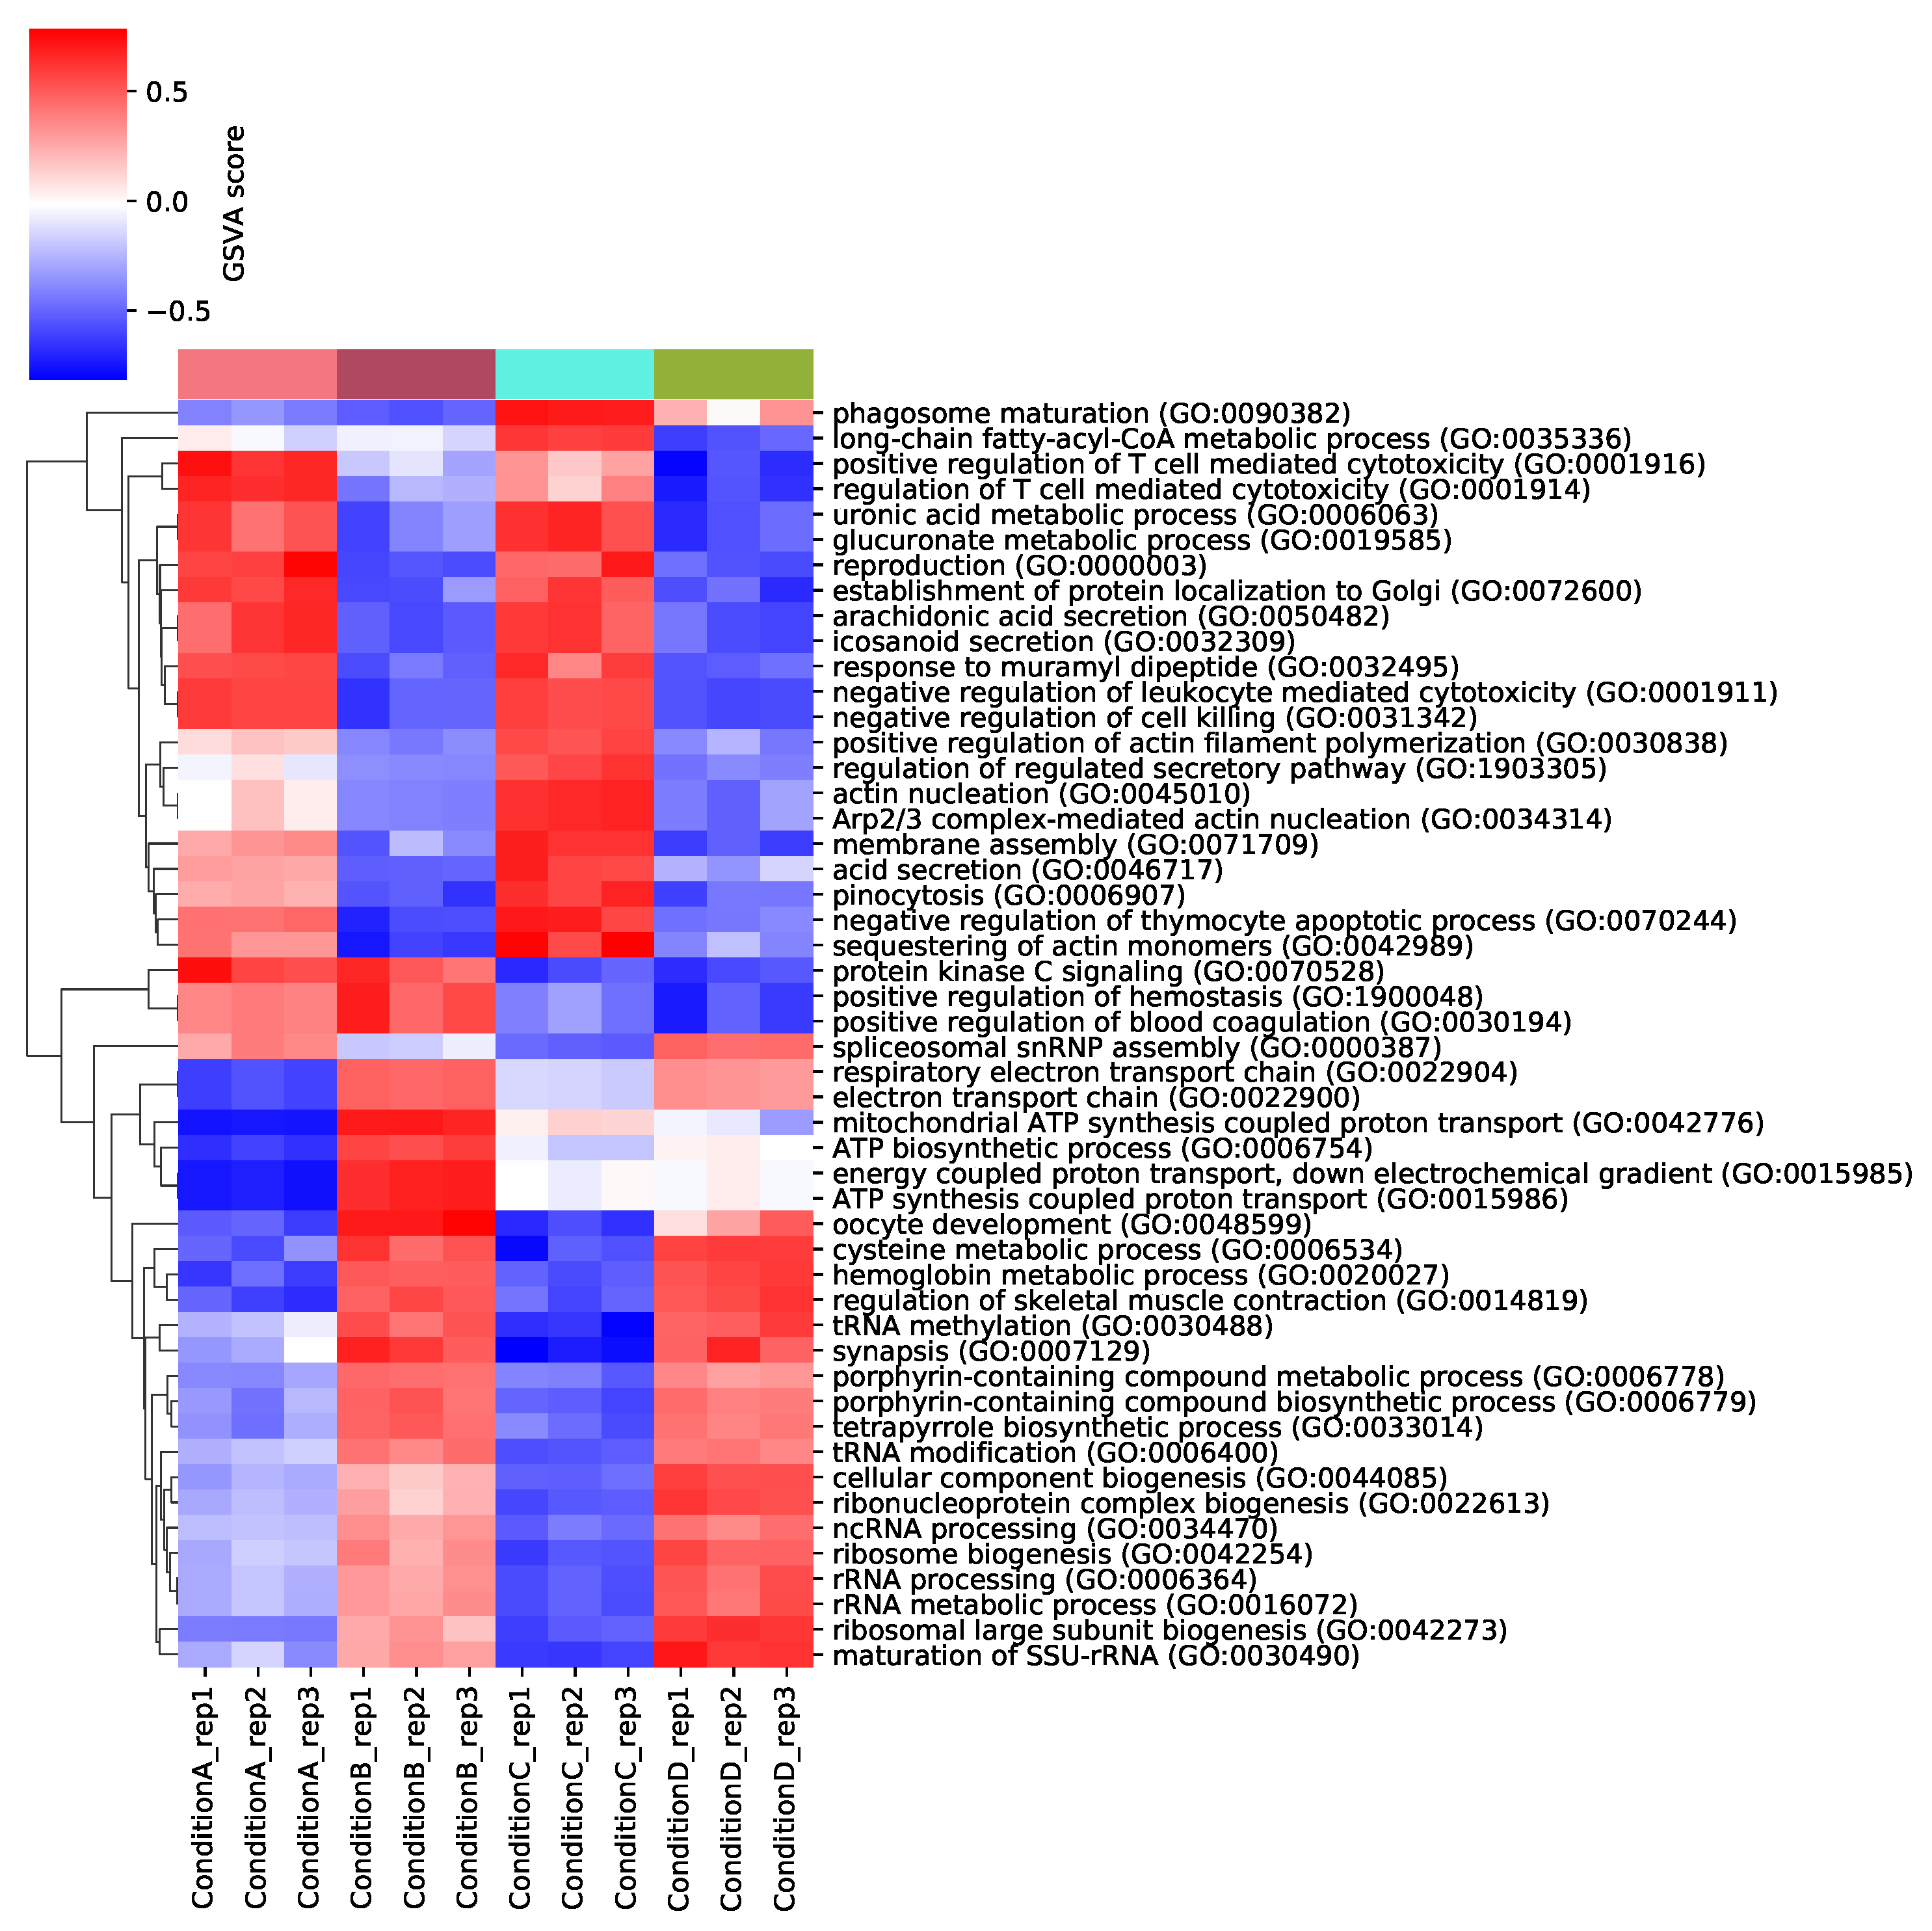 0.5
0.0
−0.5
GSVA score
phagosome maturation (GO:0090382)
long-chain fatty-acyl-CoA metabolic process (GO:0035336)
positive regulation of T cell mediated cytotoxicity (GO:0001916)
regulation of T cell mediated cytotoxicity (GO:0001914)
uronic acid metabolic process (GO:0006063)
glucuronate metabolic process (GO:0019585)
reproduction (GO:0000003)
establishment of protein localization to Golgi (GO:0072600)
arachidonic acid secretion (GO:0050482)
icosanoid secretion (GO:0032309)
response to muramyl dipeptide (GO:0032495)
negative regulation of leukocyte mediated cytotoxicity (GO:0001911)
negative regulation of cell killing (GO:0031342)
positive regulation of actin filament polymerization (GO:0030838)
regulation of regulated secretory pathway (GO:1903305)
actin nucleation (GO:0045010)
Arp2/3 complex-mediated actin nucleation (GO:0034314)
membrane assembly (GO:0071709)
acid secretion (GO:0046717)
pinocytosis (GO:0006907)
negative regulation of thymocyte apoptotic process (GO:0070244)
sequestering of actin monomers (GO:0042989)
protein kinase C signaling (GO:0070528)
positive regulation of hemostasis (GO:1900048)
positive regulation of blood coagulation (GO:0030194)
spliceosomal snRNP assembly (GO:0000387)
respiratory electron transport chain (GO:0022904)
electron transport chain (GO:0022900)
mitochondrial ATP synthesis coupled proton transport (GO:0042776)
ATP biosynthetic process (GO:0006754)
energy coupled proton transport, down electrochemical gradient (GO:0015985)
ATP synthesis coupled proton transport (GO:0015986)
oocyte development (GO:0048599)
cysteine metabolic process (GO:0006534)
hemoglobin metabolic process (GO:0020027)
regulation of skeletal muscle contraction (GO:0014819)
tRNA methylation (GO:0030488)
synapsis (GO:0007129)
porphyrin-containing compound metabolic process (GO:0006778)
porphyrin-containing compound biosynthetic process (GO:0006779)
tetrapyrrole biosynthetic process (GO:0033014)
tRNA modification (GO:0006400)
cellular component biogenesis (GO:0044085)
ribonucleoprotein complex biogenesis (GO:0022613)
ncRNA processing (GO:0034470)
ribosome biogenesis (GO:0042254)
rRNA processing (GO:0006364)
rRNA metabolic process (GO:0016072)
ribosomal large subunit biogenesis (GO:0042273)
maturation of SSU-rRNA (GO:0030490)
ConditionA_rep1
ConditionA_rep2
ConditionA_rep3
ConditionB_rep1
ConditionB_rep2
ConditionB_rep3
ConditionC_rep1
ConditionC_rep2
ConditionC_rep3
ConditionD_rep1
ConditionD_rep2
ConditionD_rep3